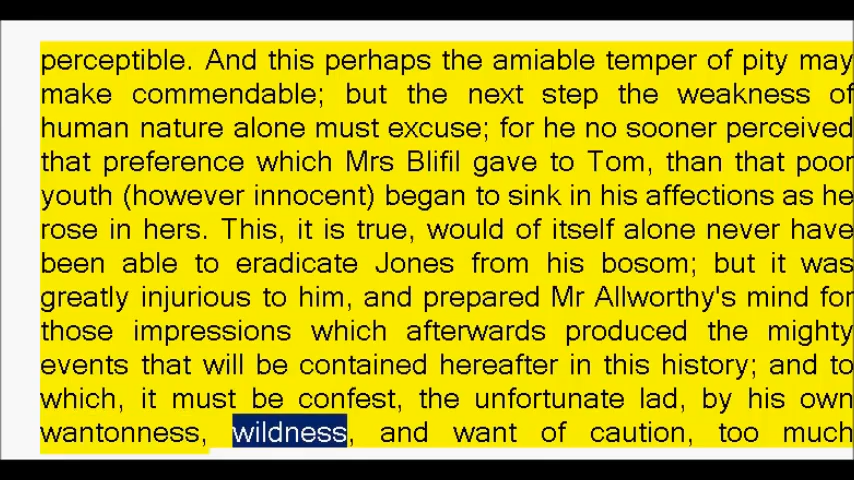 perceptible. And this perhaps the amiable temper of pity may
make commendable; but the next step the weakness of
human nature alone must excuse; for he no sooner perceived
that preference which Mrs Blifil gave to Tom, than that poor
youth (however innocent) began to sink in his affections as he
rose in hers. This, it is true, would of itself alone never have
been able to eradicate Jones from his bosom; but it was
greatly injurious to him, and prepared Mr Allworthy's mind for
those impressions which afterwards produced the mighty
events that will be contained hereafter in this history; and to
which, it must be confest, the unfortunate lad, by his own
wantonness, wildness, and want of caution, too much